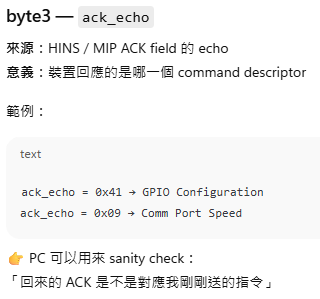 byte3 — ack_echo
來源：HINS / MIP ACK field 的 echo
意義：裝置回應的是哪一個 command descriptor
範例：
text
ack_echo = 0x41 → GPIO Configuration
ack_echo = 0x09 → Comm Port Speed
👉 PC 可以用來 sanity check：
「回來的 ACK 是不是對應我剛剛送的指令」